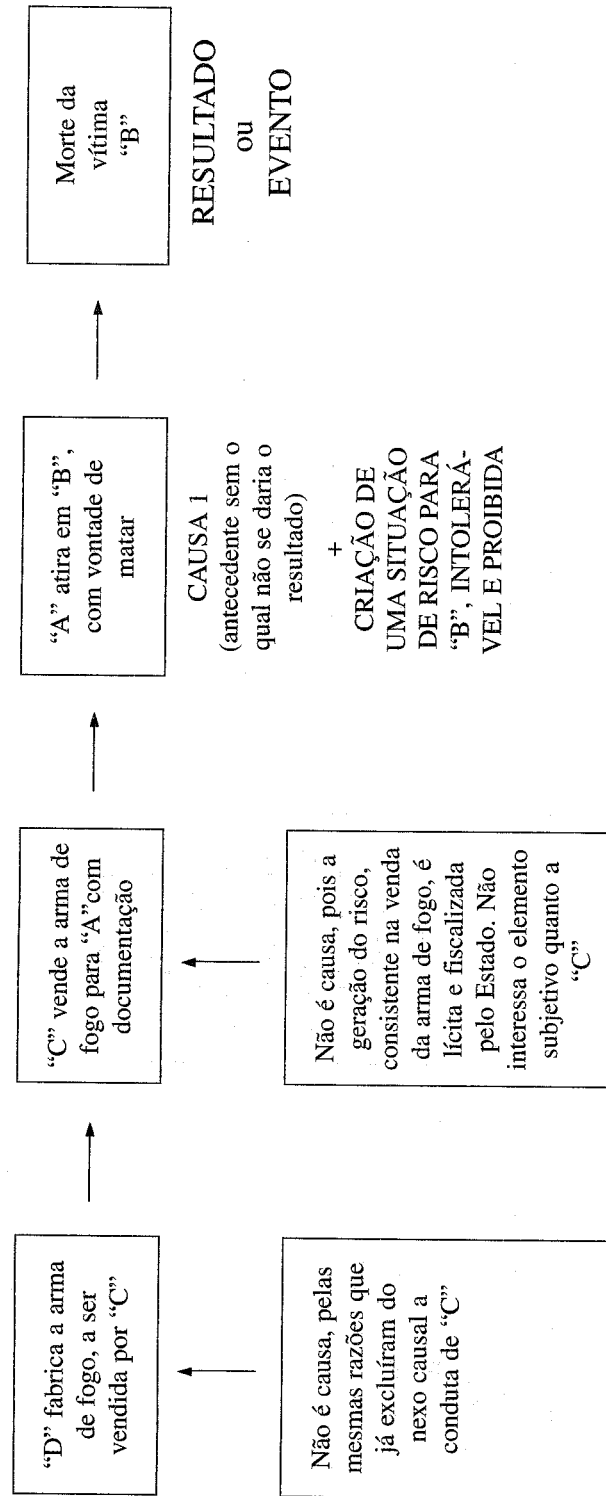 “D” fabrica a arma
de fogo, a ser
vendida por “C”
Não é causa, pelas
mesmas razões que
já excluíram do
nexo causal a
conduta de “C”
“C” vende a arma de
fogo para “A”com
documentação
Não é causa, pois a
geração do risco,
consistente na venda
da arma de fogo, é
lícita e fiscalizada
pelo Estado. Não
interessa o elemento
subjetivo quanto a
“C”
“A” atira em “B”,
com vontade de
matar
CAUSA 1
(antecedente sem o
qual não se daria o
resultado)
+
CRIAÇÃO DE
UMA SITUAÇÃO
DE RISCO PARA
“B”, INTOLERÁ-
VEL E PROIBIDA
Morte da
vítima
“B”
RESULTADO
ou
EVENTO